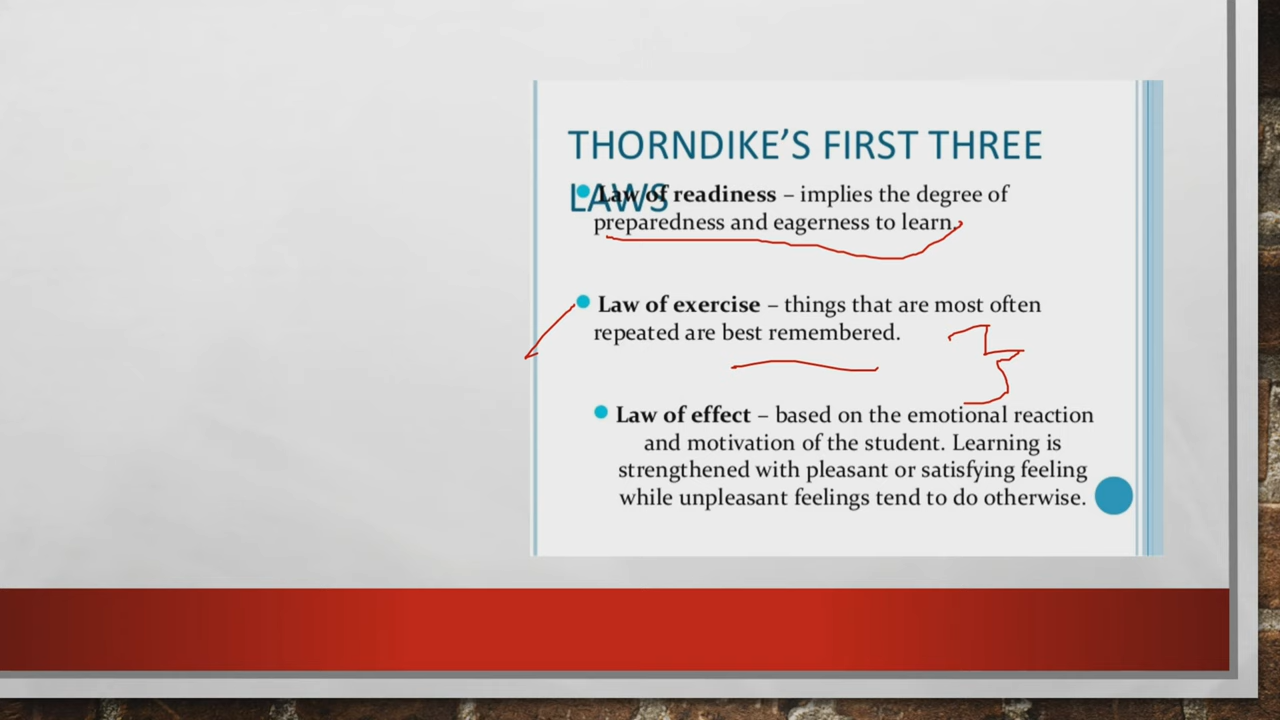 THORNDIKE'S FIRST THREE
LAWS
Law of readiness – implies the degree of
preparedness and eagerness to learn.
Law of exercise – things that are most often
repeated are best remembered.
3
Law of effect – based on the emotional reaction
and motivation of the student. Learning is
strengthened with pleasant or satisfying feeling
while unpleasant feelings tend to do otherwise.